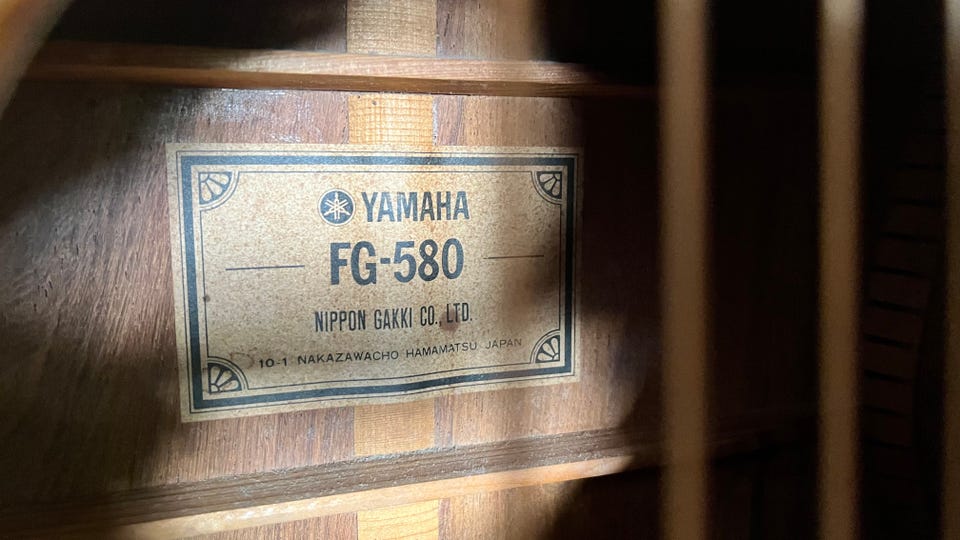 YAMAHA
FG-580
NIPPON GAKKI CO., LTD.
10-1 NAKAZAWACHO HAMAMATSU JAPAN